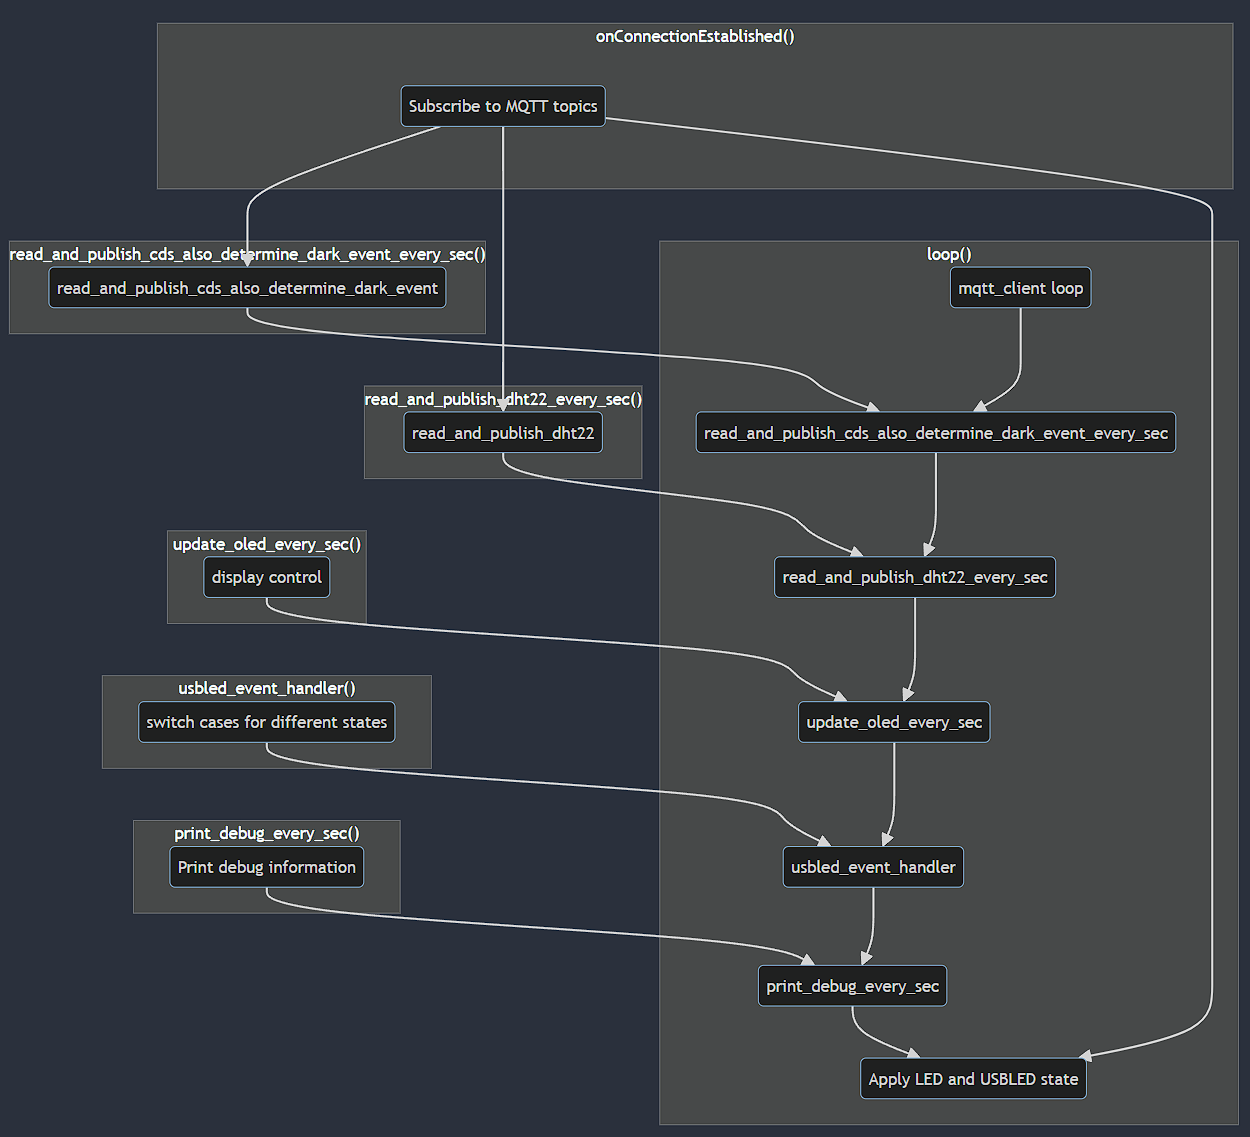 onConnectionEstablished()
Subscribe to MQTT topics
read_and_publish_cds_also_determine_dark_event_every_sec()
read_and_publish_cds_also_determine_dark_event
loop()
mqtt_client loop
read_and_publish_dht22_every_sec()
read_and_publish_dht22
read_and_publish_cds_also_determine_dark_event_every_sec
update_oled_every_sec()
display control
read_and_publish_dht22_every_sec
usbled_event_handler()
switch cases for different states
update_oled_every_sec
print_debug_every_sec()
Print debug information
usbled_event_handler
print_debug_every_sec
Apply LED and USBLED state